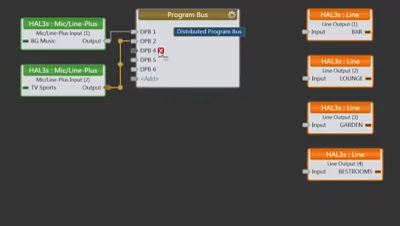 HAL3s : Mic/Line-Plus
Mic/Line-Plus Input (1)
BG Music
Output
HAL3s : Mic/Line-Plus
Mic/Line-Plus Input (2)
TV Sports
Output
Program Bus
Distributed Program Bus
DPB 1
DPB 2
DPB 4
DPB 5
DPB 6
<Add>
HAL3s : Line
Line Output (1)
Input
BAR
HAL3s : Line
Line Output (2)
Input
LOUNGE
HAL3s : Line
Line Output (3)
Input
GARDEN
HAL3s : Line
Line Output (4)
Input
RESTROOMS